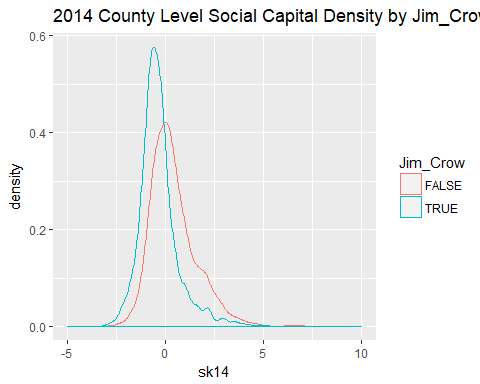 2014 County Level Social Capital Density by Jim_Crow
0.6
0.4
0.2
0.0
density
-5
0
5
10
sk14
Jim_Crow
FALSE
TRUE